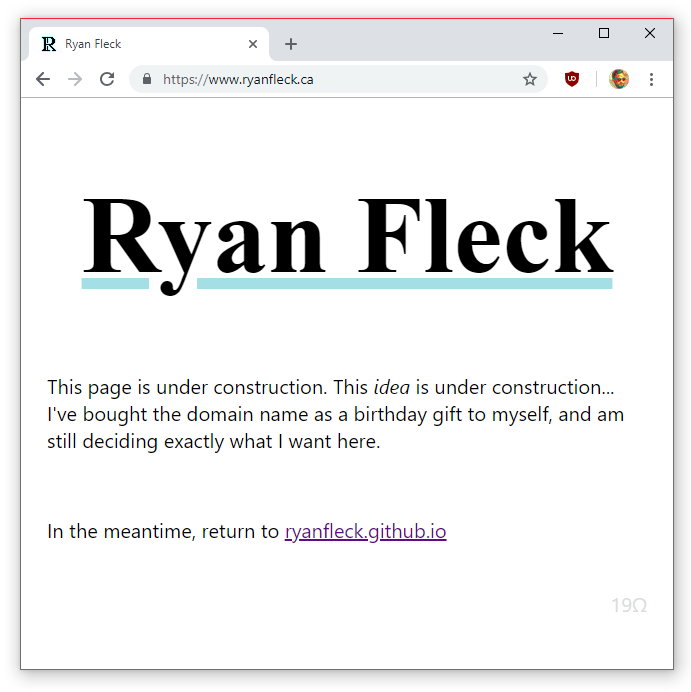 Ryan Fleck
https://www.ryanfleck.ca
Ryan Fleck
This page is under construction. This idea is under construction...
I've bought the domain name as a birthday gift to myself, and am
still deciding exactly what I want here.
In the meantime, return to ryanfleck.github.io
19Ω